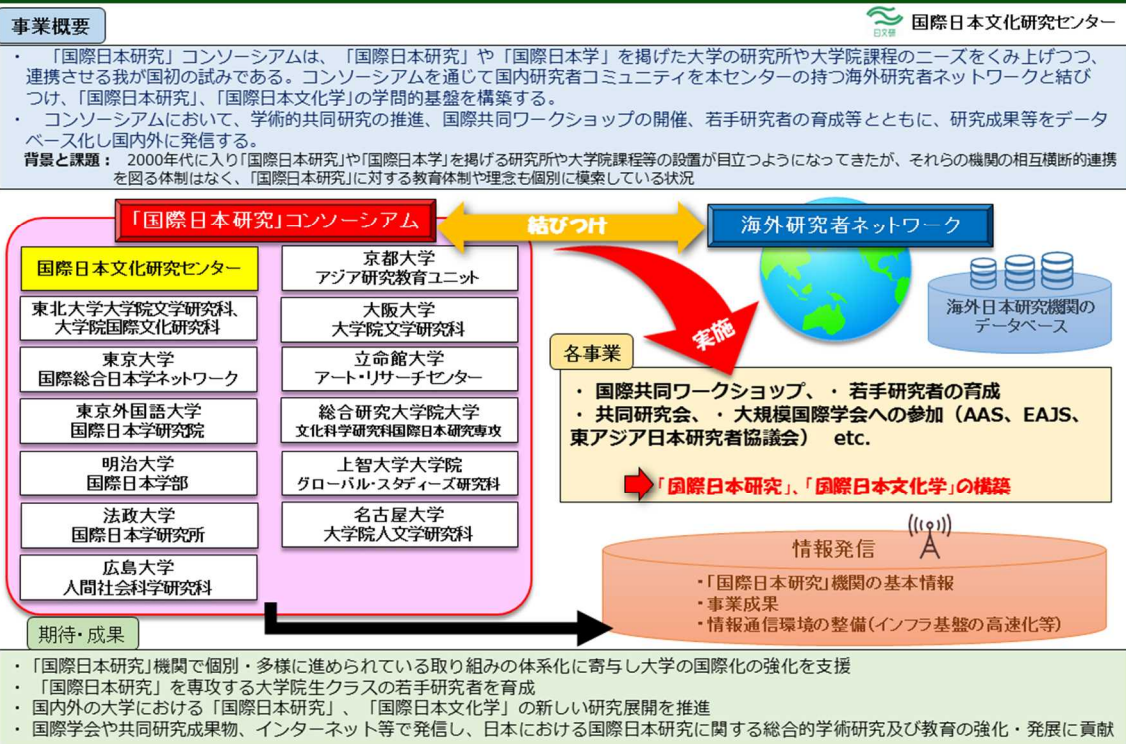 事業概要
日文研
国際日本文化研究センター
・　「国際日本研究」コンソーシアムは、「国際日本研究」や「国際日本学」を掲げた大学の研究所や大学院課程のニーズをくみ上げつつ、
連携させる我が国初の試みである。コンソーシアムを通じて国内研究者コミュニティを本センターの持つ海外研究者ネットワークと結び
つけ、「国際日本研究」、「国際日本文化学」の学問的基盤を構築する。
・　コンソーシアムにおいて、学術的共同研究の推進、国際共同ワークショップの開催、若手研究者の育成等とともに、研究成果等をデータ
ベース化し国内外に発信する。
背景と課題：　2000年代に入り「国際日本研究」や「国際日本学」を掲げる研究所や大学院課程等の設置が目立つようになってきたが、それらの機関の相互横断的連携
を図る体制はなく、「国際日本研究」に対する教育体制や理念も個別に模索している状況
「国際日本研究」コンソーシアム
結びつけ
海外研究者ネットワーク
国際日本文化研究センター
東北大学大学院文学研究科、
大学院国際文化研究科
東京大学
国際総合日本学ネットワーク
東京外国語大学
国際日本学研究院
明治大学
国際日本学部
法政大学
国際日本学研究所
広島大学
人間社会科学研究科
京都大学
アジア研究教育ユニット
大阪大学
大学院文学研究科
立命館大学
アート・リサーチセンター
総合研究大学院大学
文化科学研究科国際日本研究専攻
上智大学大学院
グローバル・スタディーズ研究科
名古屋大学
大学院人文学研究科
海外日本研究機関の
データベース
実施
各事業
・ 国際共同ワークショップ、 ・ 若手研究者の育成
・ 共同研究会、 ・ 大規模国際学会への参加（AAS、EAJS、
東アジア日本研究者協議会）　etc.
「国際日本研究」、「国際日本文化学」の構築
情報発信
・「国際日本研究」機関の基本情報
・事業成果
・情報通信環境の整備(インフラ基盤の高速化等)
期待・成果
・「国際日本研究」機関で個別・多様に進められている取り組みの体系化に寄与し大学の国際化の強化を支援
・ 「国際日本研究」を専攻する大学院生クラスの若手研究者を育成
・ 国内外の大学における「国際日本研究」、「国際日本文化学」の新しい研究展開を推進
・ 国際学会や共同研究成果物、インターネット等で発信し、日本における国際日本研究に関する総合的学術研究及び教育の強化・発展に貢献